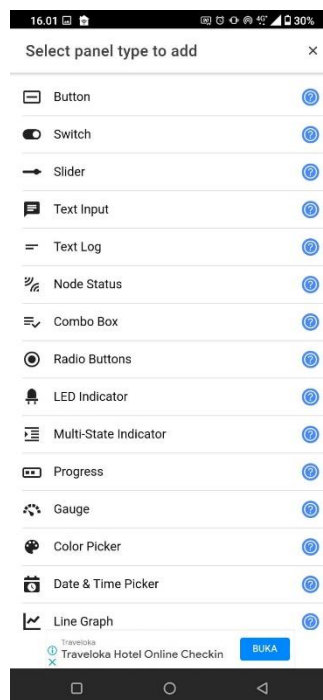 16.01 4G 30%
Select panel type to add
Button
Switch
Slider
Text Input
Text Log
Node Status
Combo Box
Radio Buttons
LED Indicator
Multi-State Indicator
Progress
Gauge
Color Picker
Date & Time Picker
Line Graph
Traveloka
Traveloka Hotel Online Checkin BUKA